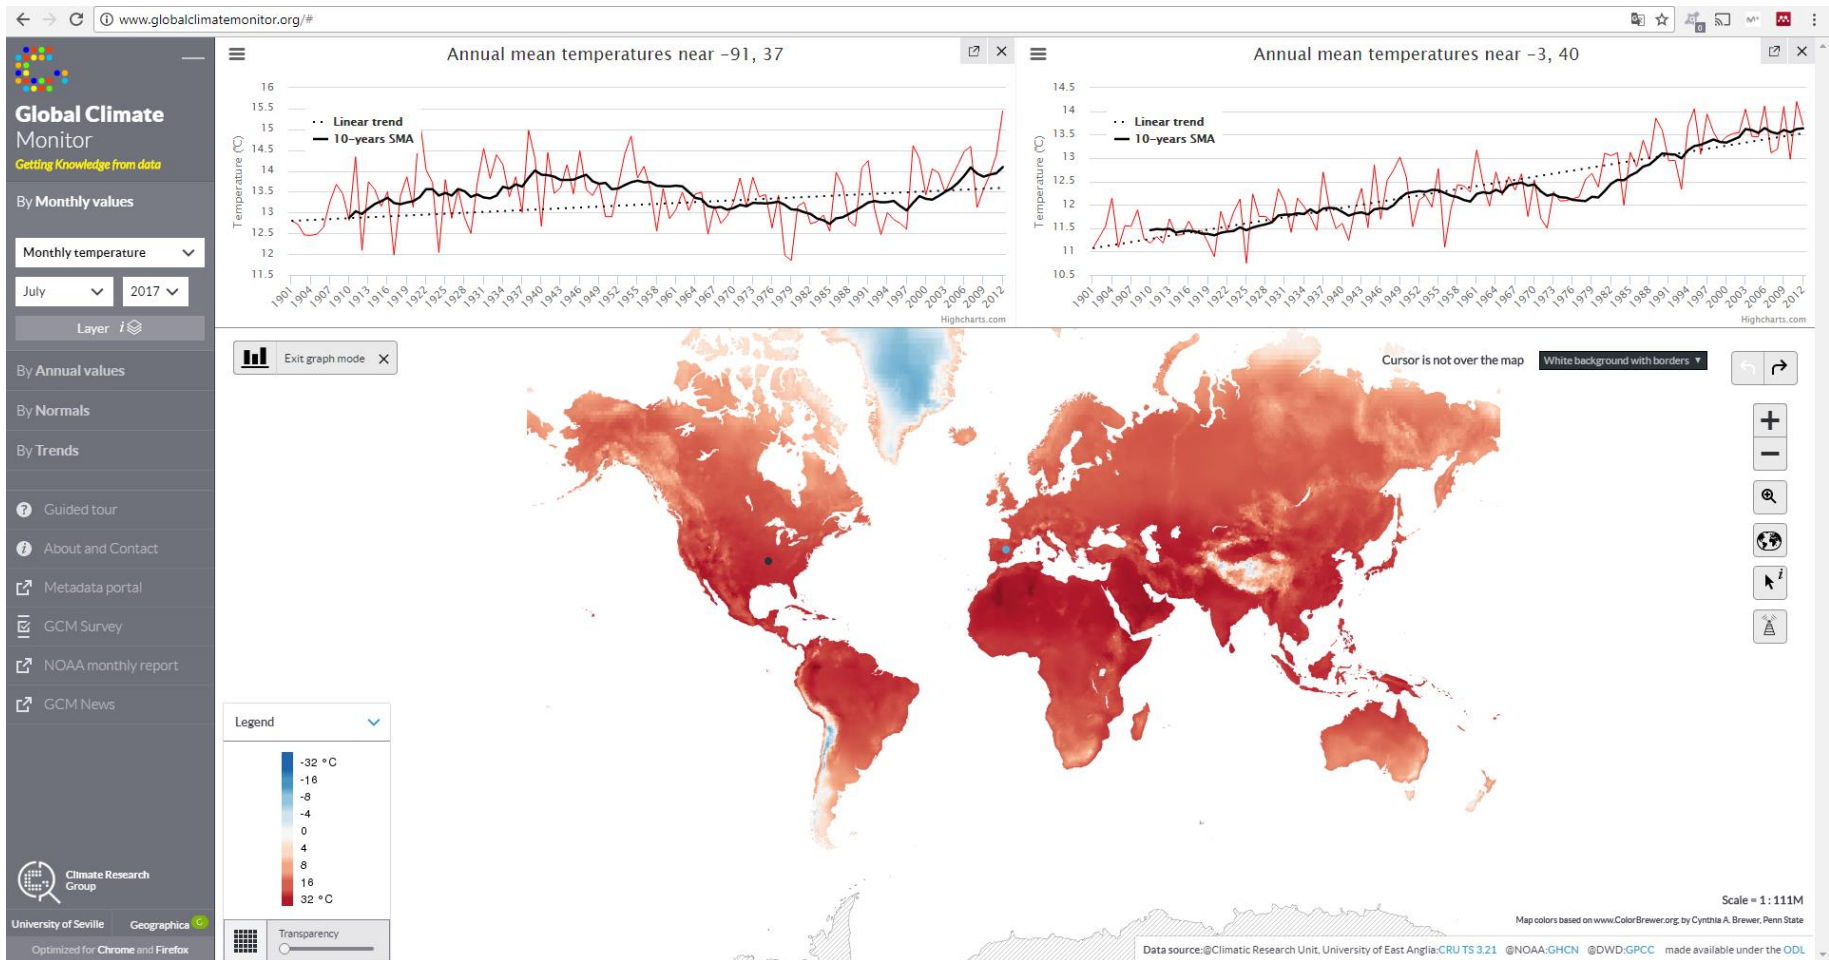 www.globalclimatemonitor.org/#
0
Global Climate
Monitor
Getting Knowledge from data
By Monthly values
Monthly temperature
July
2017
Layer
By Annual values
By Normals
By Trends
Guided tour
About and Contact
Metadata portal
GCM Survey
NOAA monthly report
GCM News
Climate Research
Group
University of Seville
Geographica
Optimized for Chrome and Firefox
Annual mean temperatures near -91, 37
Temperature (ºC)
16
15.5
15
14.5
14
13.5
13
12.5
12
11.5
Linear trend
10-years SMA
1901 1904 1907 1910 1913 1916 1919 1922 1925 1928 1931 1934 1937 1940 1943 1946 1949 1952 1955 1958 1961 1964 1967 1970 1973 1976 1979 1982 1985 1988 1991 1994 1997 2000 2003 2006 2009 2012
Highcharts.com
Annual mean temperatures near -3, 40
Temperature (ºC)
14.5
14
13.5
13
12.5
12
11.5
11
10.5
Linear trend
10-years SMA
1901 1904 1907 1910 1913 1916 1919 1922 1925 1928 1931 1934 1937 1940 1943 1946 1949 1952 1955 1958 1961 1964 1967 1970 1973 1976 1979 1982 1985 1988 1991 1994 1997 2000 2003 2006 2009 2012
Highcharts.com
Exit graph mode
Cursor is not over the map
White background with borders
Legend
-32 ºC
-16
-8
-4
0
4
8
16
32 ºC
Transparency
Scale = 1 : 111M
Map colors based on www.ColorBrewer.org, by Cynthia A. Brewer, Penn State
Data source:@Climatic Research Unit, University of East Anglia:CRU TS 3.21 @NOAA:GHCN @DWD:GPCC made available under the ODL